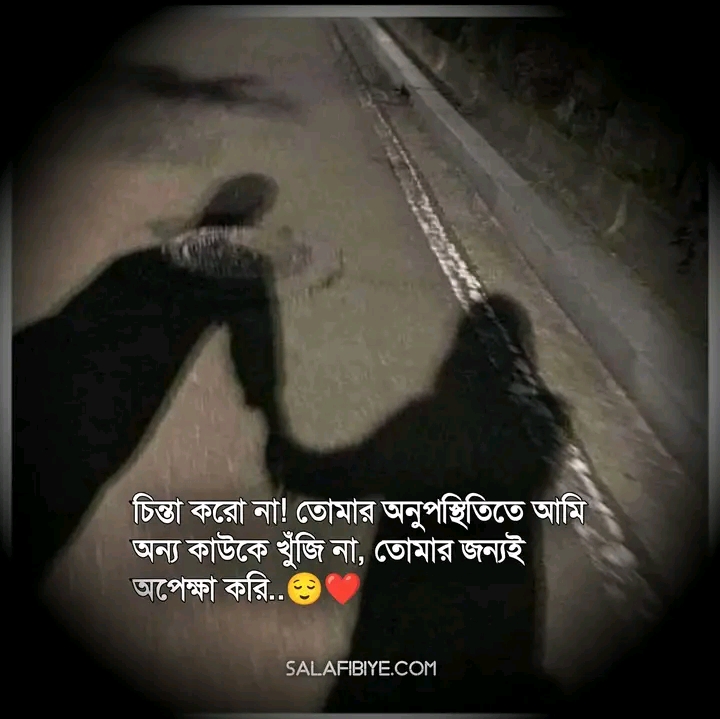 চিন্তা করো না! তোমার অনুপস্থিতিতে আমি
অন্য কাউকে খুঁজি না, তোমার জন্যই
অপেক্ষা করি..😌❤️
SALAFIBIYE.COM